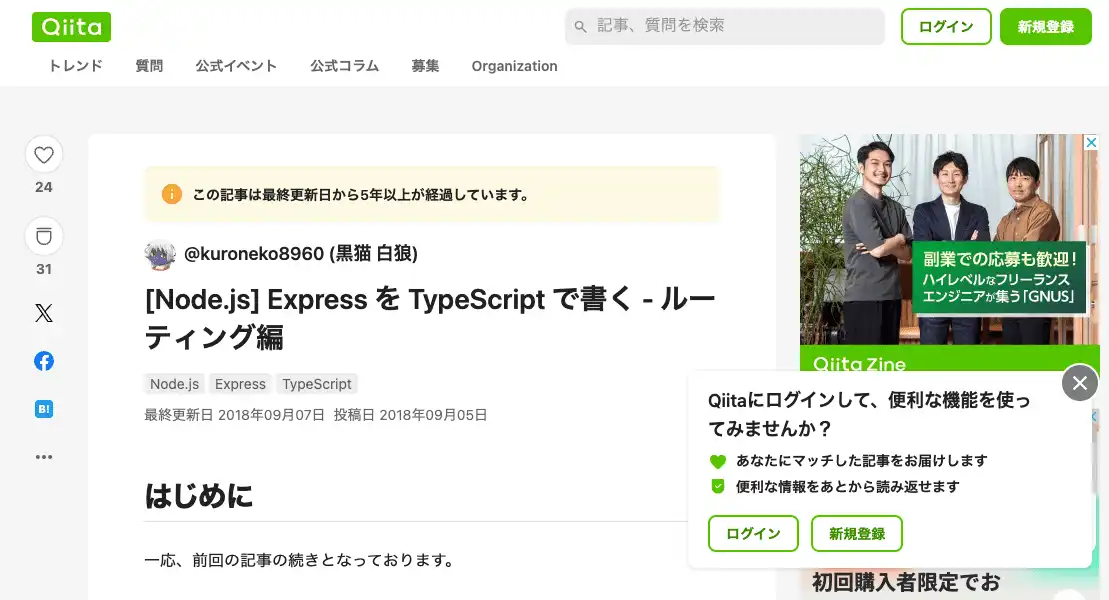 Qiita
記事、質問を検索
ログイン
新規登録
トレンド
質問
公式イベント
公式コラム
募集
Organization
24
31
B!
この記事は最終更新日から5年以上が経過しています。
@kuroneko8960 (黒猫 白狼)
[Node.js] Express を TypeScript で書く - ルー
ティング編
Node.js
Express
TypeScript
最終更新日 2018年09月07日 投稿日 2018年09月05日
はじめに
一応、前回の記事の続きとなっております。
副業での応募も歓迎！
ハイレベルなフリーランス
エンジニアが集う「GNUS」
Qiita Zine
Qiitaにログインして、便利な機能を使っ
てみませんか？
あなたにマッチした記事をお届けします
便利な情報をあとから読み返せます
ログイン
新規登録
初回購入者限定でお